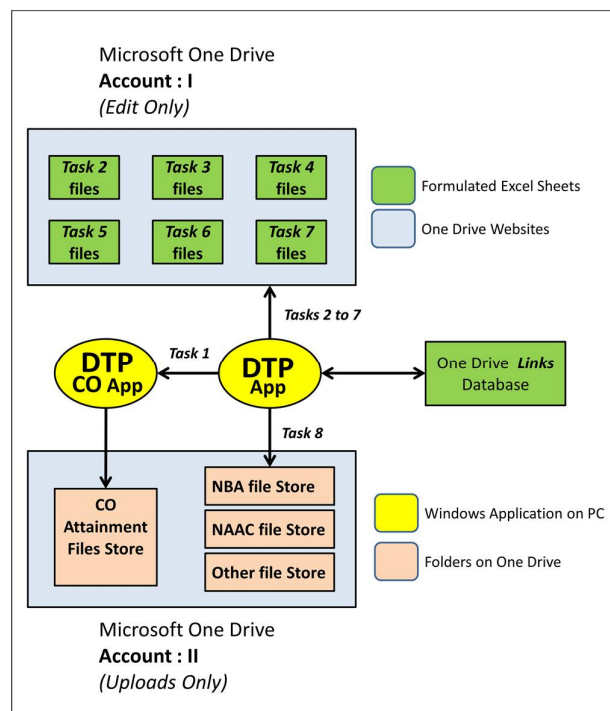 Microsoft One Drive
Account : I
(Edit Only)
Task 2
files
Task 3
files
Task 4
files
Task 5
files
Task 6
files
Task 7
files
Formulated Excel Sheets
One Drive Websites
Tasks 2 to 7
DTP
CO App
Task 1
DTP
App
One Drive Links
Database
Task 8
CO
Attainment
Files Store
NBA file Store
NAAC file Store
Other file Store
Windows Application on PC
Folders on One Drive
Microsoft One Drive
Account : II
(Uploads Only)